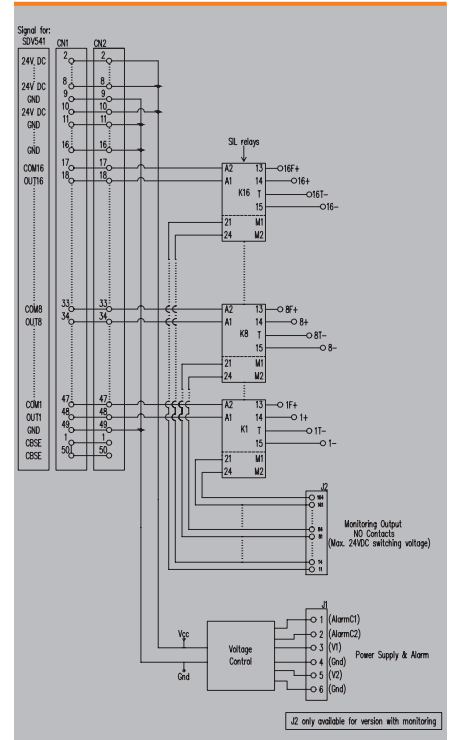 Signal for:
SDV541 CN1 CN2
24V DC 2 2
24V DC 8 8
GND 9 9
24V DC 10 10
GND 11 11
GND 16 16
SIL relays
COM16 17 17 A2 13 16F+
OUT16 18 18 A1 14 16+
K16 T 16T-
15 16-
21 M1
24 M2
COM8 33 33 A2 13 8F+
OUT8 34 34 A1 14 8+
K8 T 8T-
15 8-
21 M1
24 M2
COM1 47 47 A2 13 1F+
OUT1 48 48 A1 14 1+
GND 49 49 K1 T 1T-
CBSE 1 1 15 1-
CBSE 50 50 21 M1
24 M2
J2
Monitoring Output
NO Contacts
(Max. 24VDC switching voltage)
14
11
J1
1 (AlarmC1)
2 (AlarmC2)
Vcc Voltage 3 (V1)
Control 4 (Gnd) Power Supply & Alarm
Gnd 5 (V2)
6 (Gnd)
J2 only available for version with monitoring